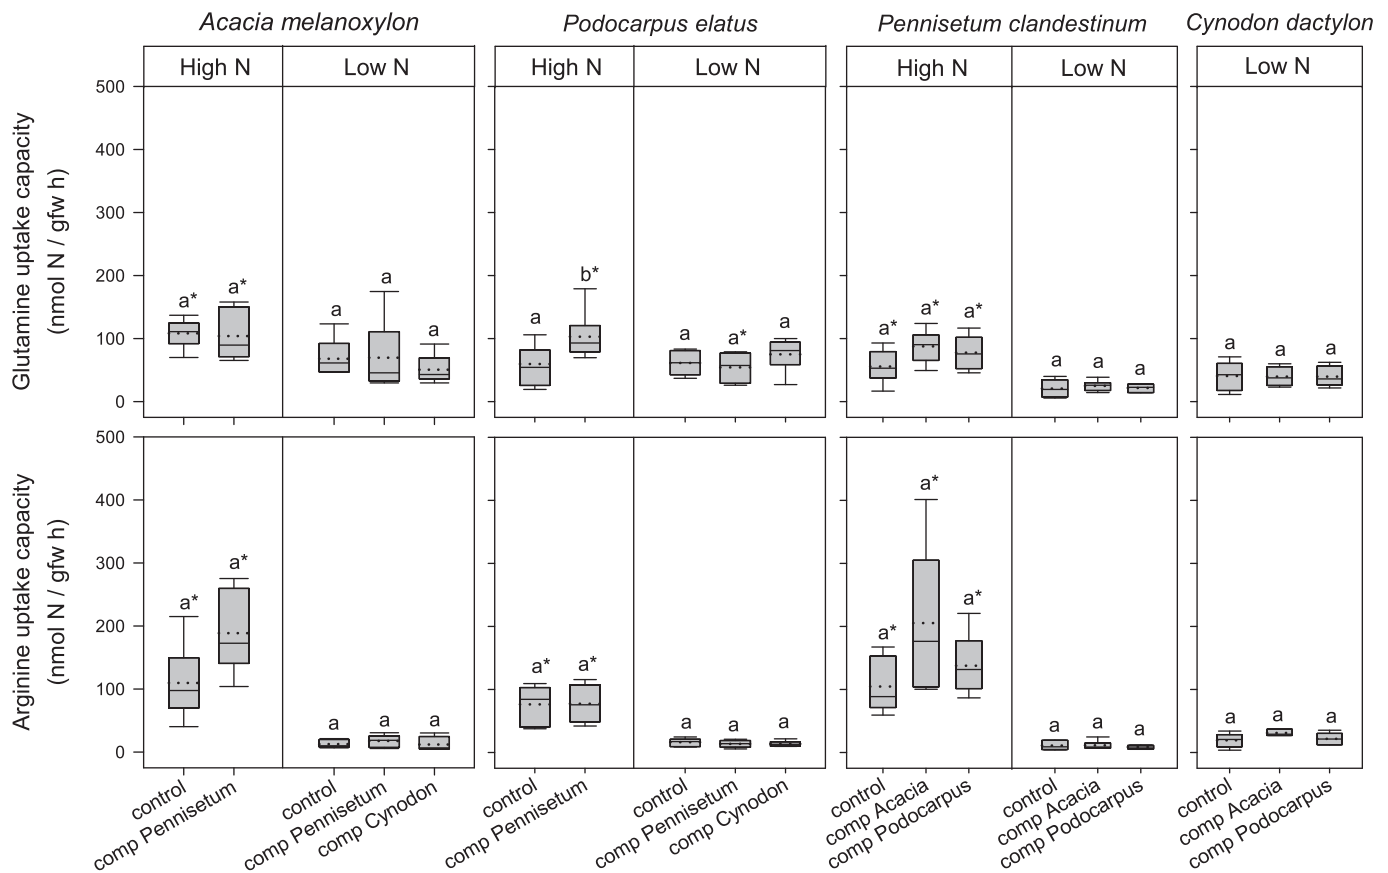 Acacia melanoxylon Podocarpus elatus Pennisetum clandestinum Cynodon dactylon
High N Low N High N Low N High N Low N Low N
Glutamine uptake capacity
(nmol N / gfw h)
500
400
300
200
100
0
a* a* a a a a b* a a* a a* a* a* a a a a a a
Arginine uptake capacity
(nmol N / gfw h)
500
400
300
200
100
0
a* a* a a a a* a* a a a a* a* a* a a a a a a
control
comp Pennisetum
control
comp Pennisetum
comp Cynodon
control
comp Pennisetum
control
comp Pennisetum
comp Cynodon
control
comp Acacia
comp Podocarpus
control
comp Acacia
comp Podocarpus
control
comp Acacia
comp Podocarpus